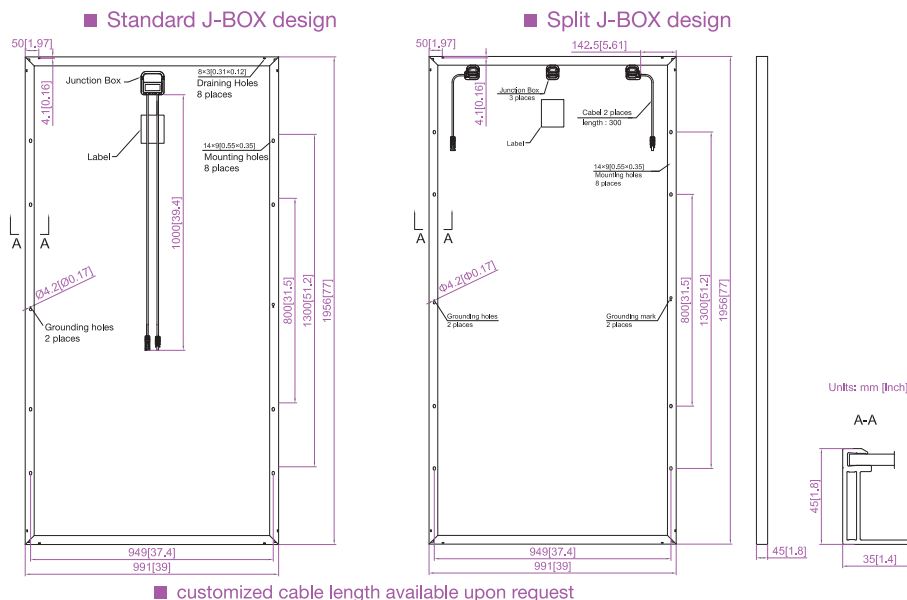 ■ Standard J-BOX design
50[1.97]
4.1[0.16]
Junction Box
8×3[0.31×0.12]
Draining Holes
8 places
Label
14×9[0.55×0.35]
Mounting holes
8 places
1000[39.4]
A A
Ø4.2[Ø0.17]
Grounding holes
2 places
800[31.5]
1300[51.2]
1956[77]
949[37.4]
991[39]
■ Split J-BOX design
50[1.97]
142.5[5.61]
4.1[0.16]
Junction Box
3 places
Cabel 2 places
length : 300
Label
14×9[0.55×0.35]
Mounting holes
8 places
A A
Φ4.2[Φ0.17]
Grounding holes
2 places
Grounding mark
2 places
800[31.5]
1300[51.2]
1956[77]
949[37.4]
991[39]
45[1.8]
Units: mm [Inch]
A-A
45[1.8]
35[1.4]
■ customized cable length available upon request